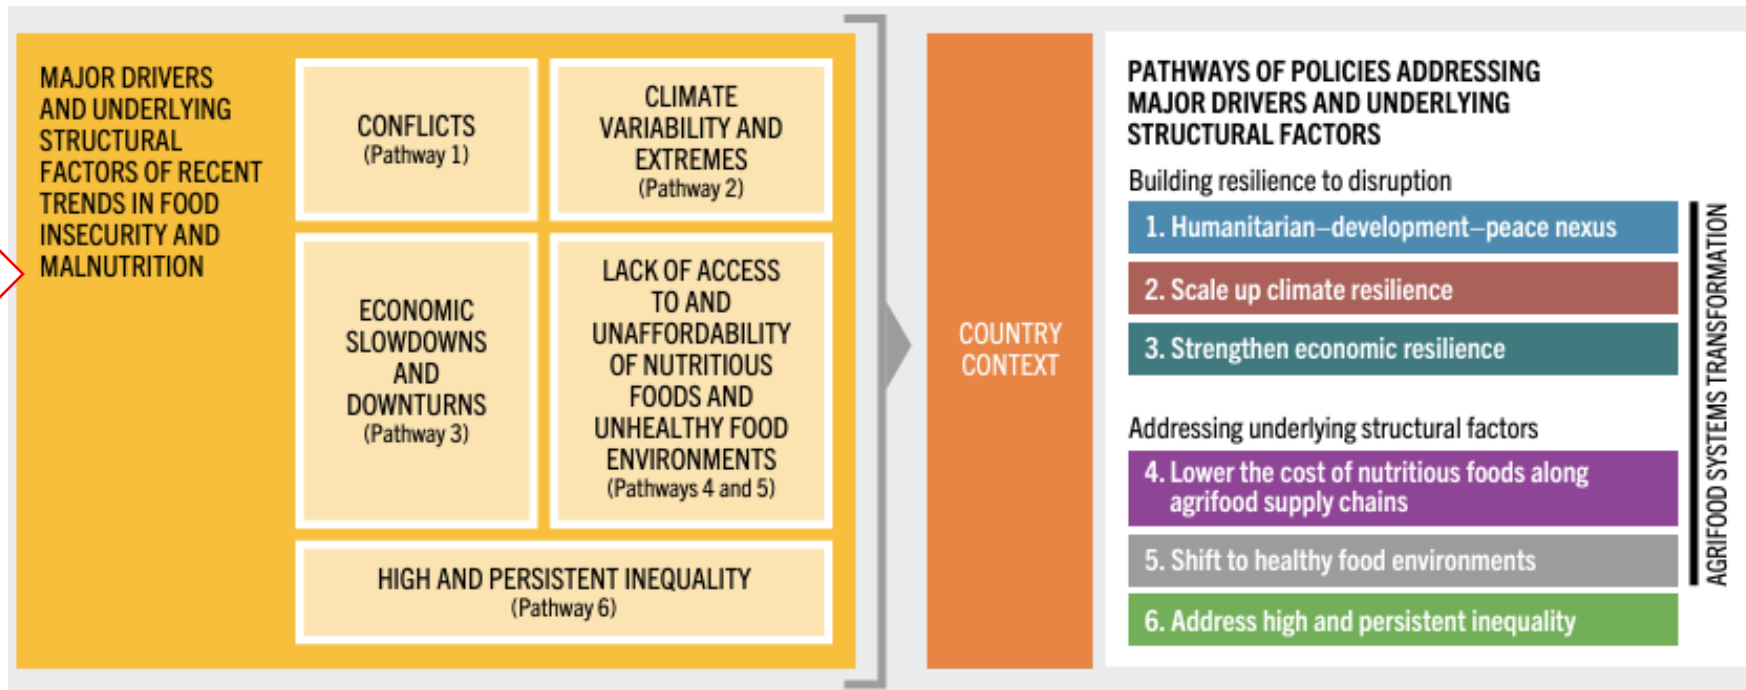 MAJOR DRIVERS
AND UNDERLYING
STRUCTURAL
FACTORS OF RECENT
TRENDS IN FOOD
INSECURITY AND
MALNUTRITION
CONFLICTS
(Pathway 1)
CLIMATE
VARIABILITY AND
EXTREMES
(Pathway 2)
ECONOMIC
SLOWDOWNS
AND
DOWNTURNS
(Pathway 3)
LACK OF ACCESS
TO AND
UNAFFORDABILITY
OF NUTRITIOUS
FOODS AND
UNHEALTHY FOOD
ENVIRONMENTS
(Pathways 4 and 5)
HIGH AND PERSISTENT INEQUALITY
(Pathway 6)
COUNTRY
CONTEXT
PATHWAYS OF POLICIES ADDRESSING
MAJOR DRIVERS AND UNDERLYING
STRUCTURAL FACTORS
Building resilience to disruption
1. Humanitarian–development–peace nexus
2. Scale up climate resilience
3. Strengthen economic resilience
Addressing underlying structural factors
4. Lower the cost of nutritious foods along
agrifood supply chains
5. Shift to healthy food environments
6. Address high and persistent inequality
AGRIFOOD SYSTEMS TRANSFORMATION